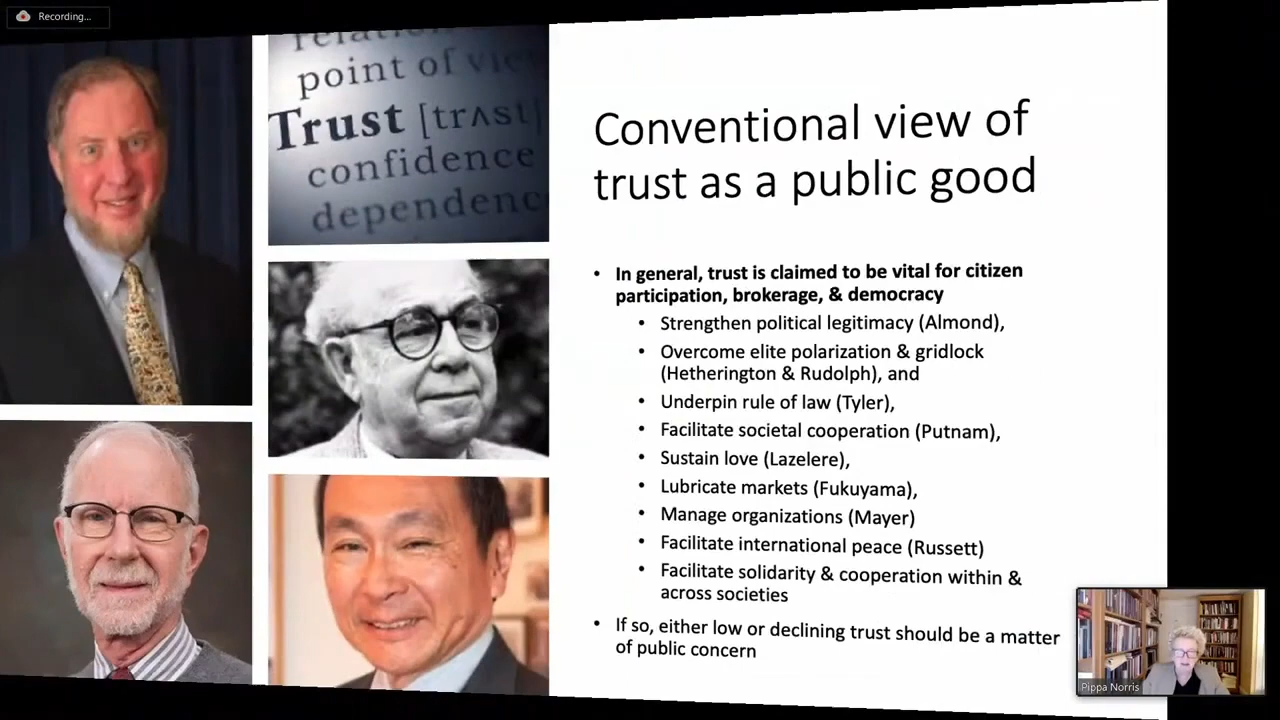 Recording...
relation
point of vie
Trust [trʌst]
confidence
dependenc
Conventional view of
trust as a public good
• In general, trust is claimed to be vital for citizen
participation, brokerage, & democracy
• Strengthen political legitimacy (Almond),
• Overcome elite polarization & gridlock
(Hetherington & Rudolph), and
• Underpin rule of law (Tyler),
• Facilitate societal cooperation (Putnam),
• Sustain love (Lazelere),
• Lubricate markets (Fukuyama),
• Manage organizations (Mayer)
• Facilitate international peace (Russett)
• Facilitate solidarity & cooperation within &
across societies
• If so, either low or declining trust should be a matter
of public concern
Pippa Norris